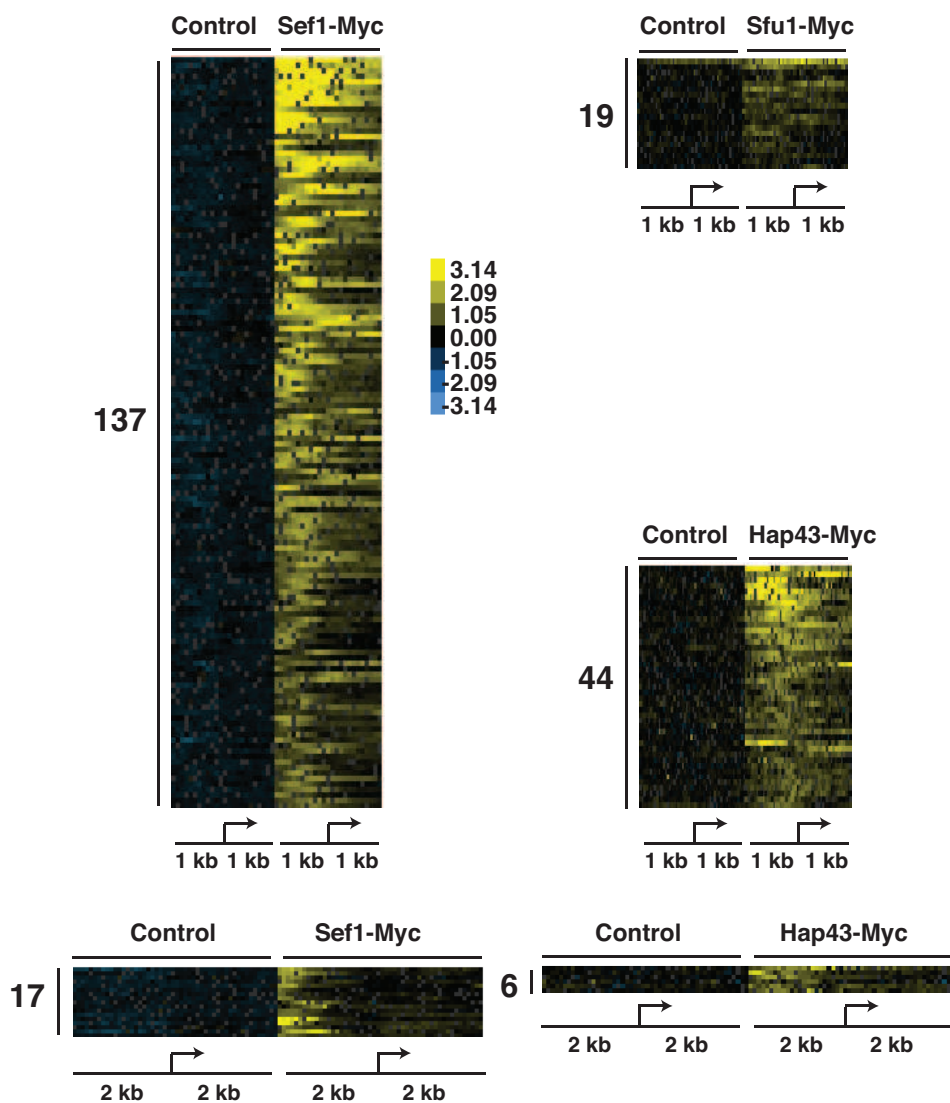 Control Sef1-Myc
137
1 kb 1 kb 1 kb 1 kb
3.14
2.09
1.05
0.00
-1.05
-2.09
-3.14
Control Sfu1-Myc
19
1 kb 1 kb 1 kb 1 kb
Control Hap43-Myc
44
1 kb 1 kb 1 kb 1 kb
Control Sef1-Myc
17
2 kb 2 kb 2 kb 2 kb
Control Hap43-Myc
6
2 kb 2 kb 2 kb 2 kb